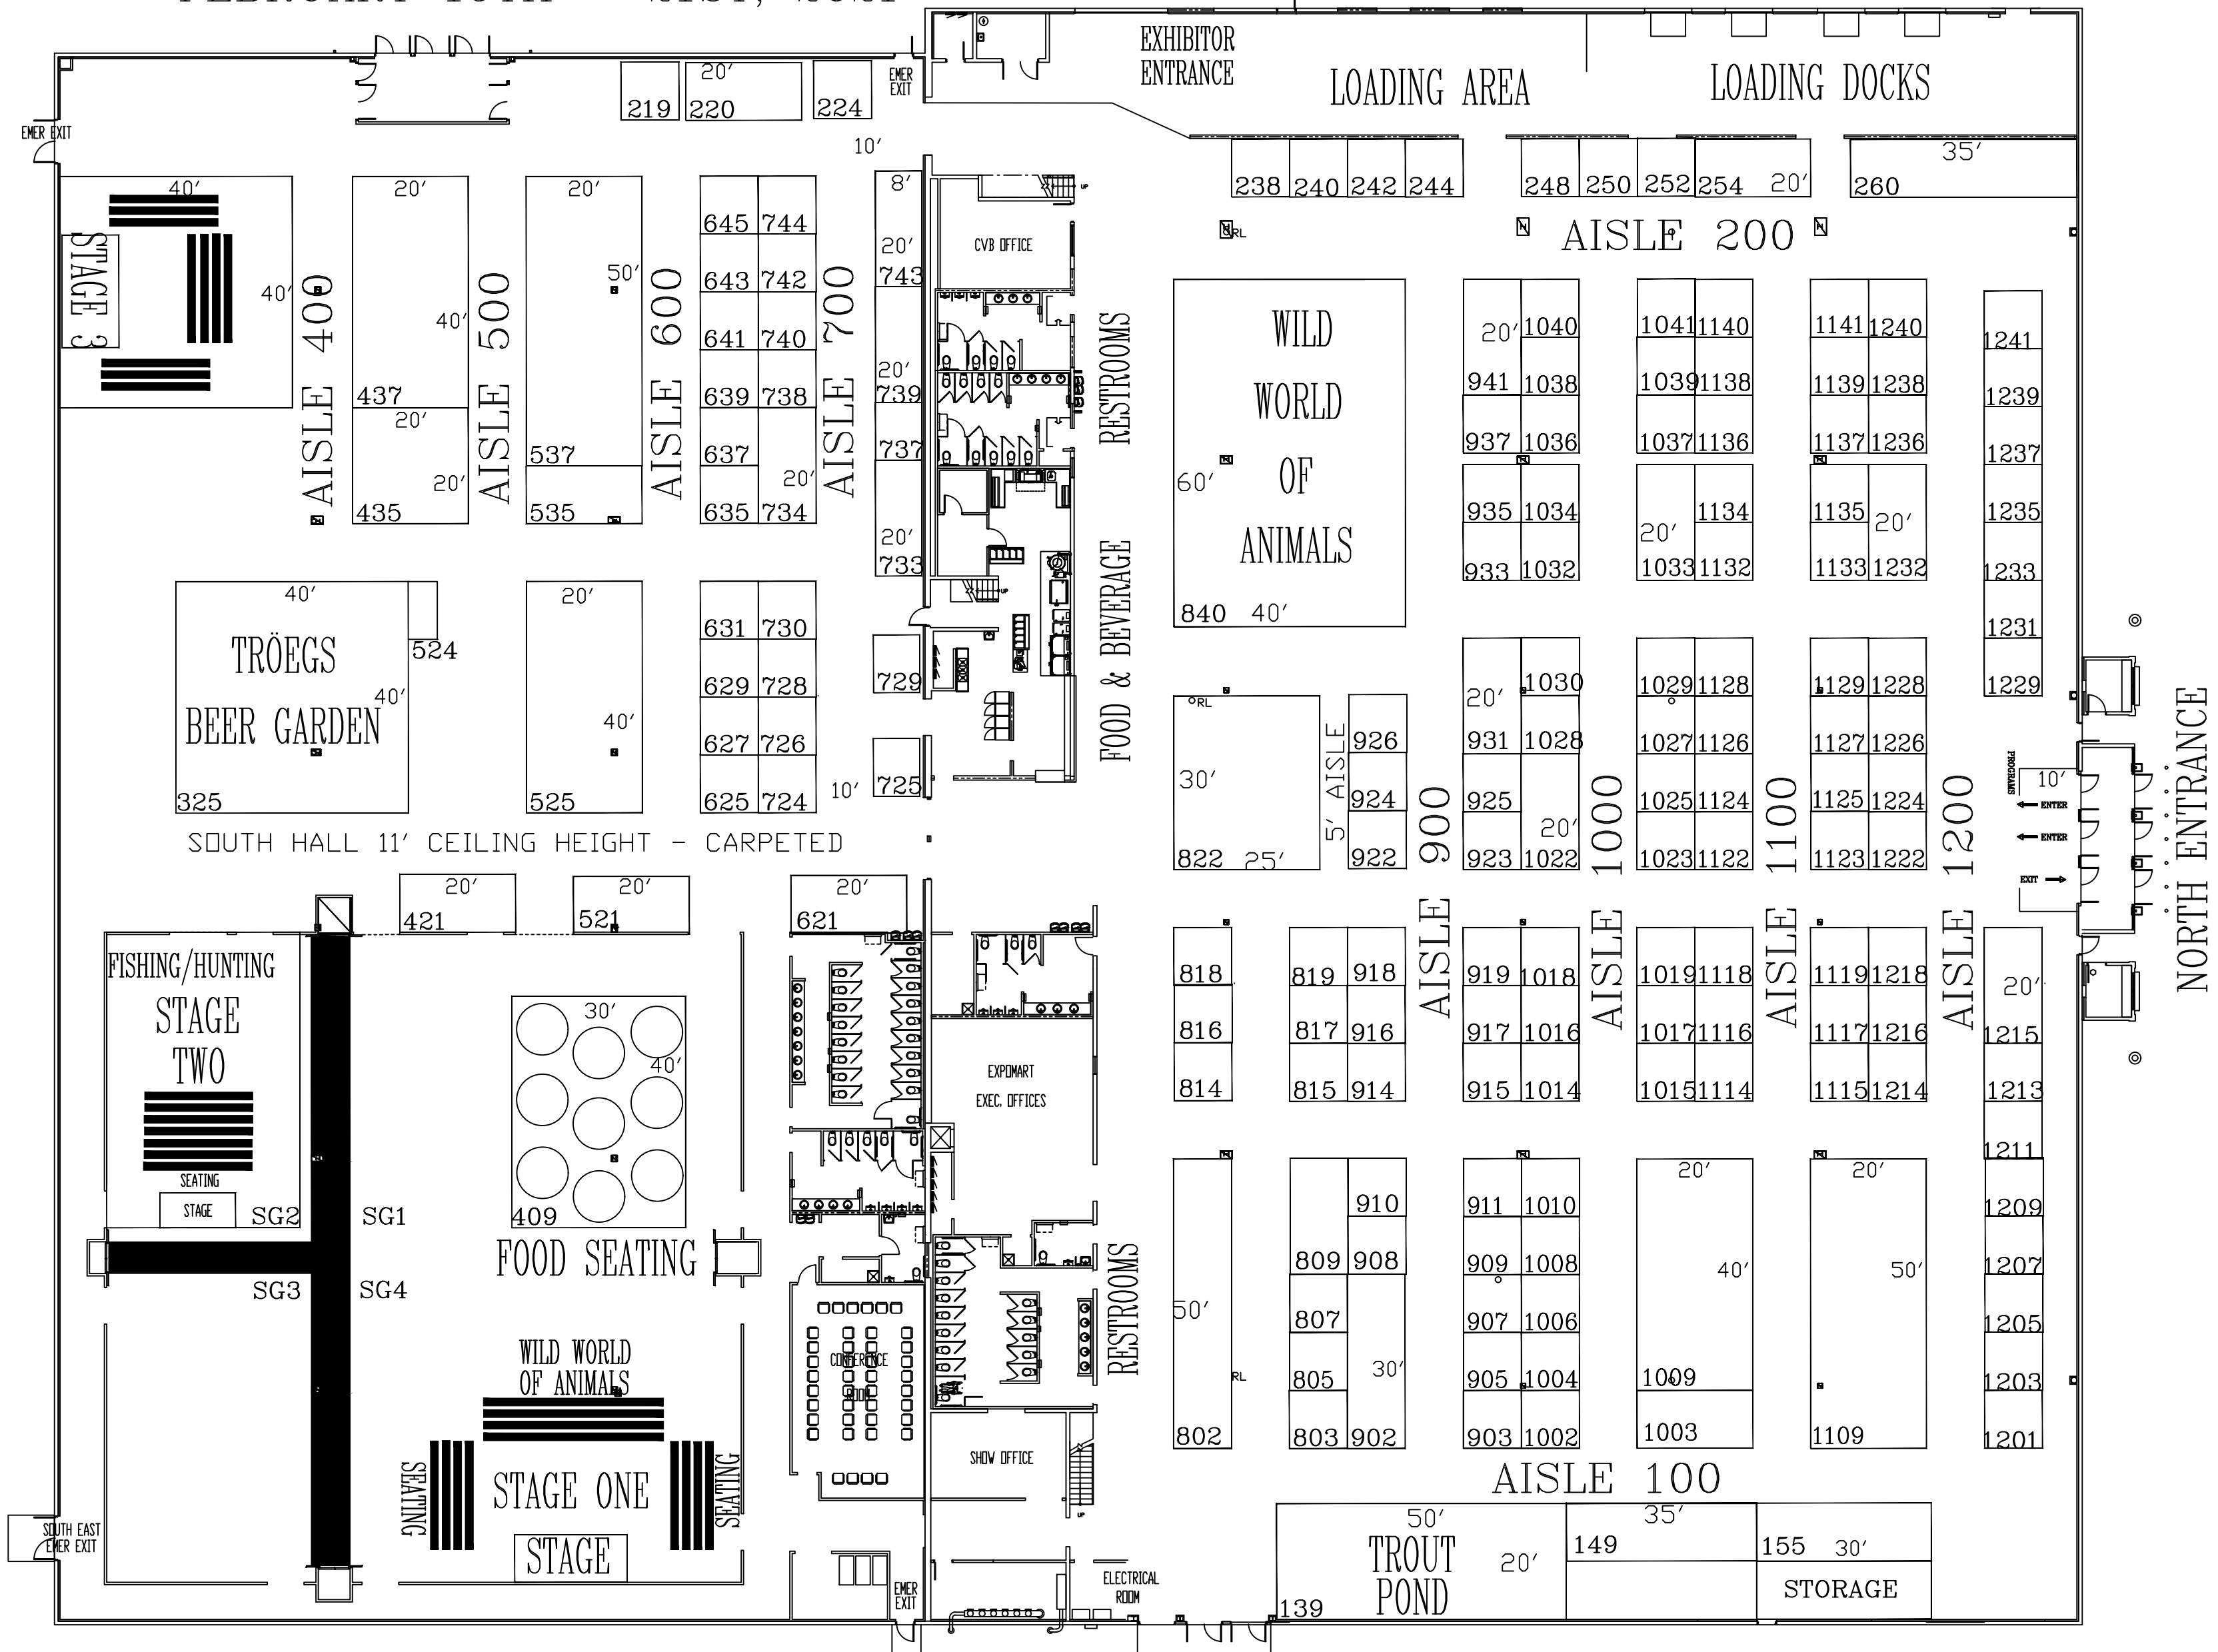 EXHIBITOR
ENTRANCE
LOADING AREA
LOADING DOCKS
EMER
EXIT
EMER EXIT
20'
219 220 224
10'
238 240 242 244 248 250 252 254 20'
35'
260
AISLE 200
40'
40'
STAGE 3
AISLE 400
20'
40'
437
20'
20'
435
AISLE 500
20'
50'
537
535
AISLE 600
645 744
643 742
641 740
639 738
637
20'
635 734
AISLE 700
8'
20'
743
20'
739
737
20'
733
CVB OFFICE
UP
RESTROOMS
UP
FOOD & BEVERAGE
RL
WILD
WORLD
OF
ANIMALS
60'
840 40'
20' 1040
941 1038
937 1036
935 1034
933 1032
1041 1140
1039 1138
1037 1136
1134
20'
1033 1132
1141 1240
1139 1238
1137 1236
1135 20'
1133 1232
1241
1239
1237
1235
1233
1231
1229
40'
TRÖEGS
BEER GARDEN
40'
325
524
20'
40'
525
631 730
629 728
627 726
625 724
10'
729
725
SOUTH HALL 11' CEILING HEIGHT - CARPETED
RL
30'
822 25'
5' AISLE
926
924
922
AISLE 900
1030
20'
931 1028
925
20'
923 1022
AISLE 1000
1029 1128
1027 1126
1025 1124
1023 1122
AISLE 1100
1129 1228
1127 1226
1125 1224
1123 1222
AISLE 1200
PROGRAMS
10'
ENTER
ENTER
EXIT
NORTH ENTRANCE
20'
421
20'
521
20'
621
FISHING/HUNTING
STAGE
TWO
SEATING
STAGE
SG2 SG1
SG3 SG4
30'
40'
409
FOOD SEATING
EXPOMART
EXEC. OFFICES
818
816
814
819 918
817 916
815 914
919 1018
917 1016
915 1014
1019 1118
1017 1116
1015 1114
1119 1218
1117 1216
1115 1214
20'
1215
1213
1211
1209
1207
1205
1203
1201
RESTROOMS
50'
RL
802
910
809 908
807
805 30'
803 902
911 1010
909 1008
907 1006
905 1004
903 1002
20'
40'
1009
1003
20'
50'
1109
WILD WORLD
OF ANIMALS
SEATING
STAGE ONE
SEATING
STAGE
CONFERENCE
ROOM
SHOW OFFICE
UP
AISLE 100
SOUTH EAST
EMER EXIT
EMER
EXIT
ELECTRICAL
ROOM
50'
TROUT
POND
20'
139
35'
149
155 30'
STORAGE